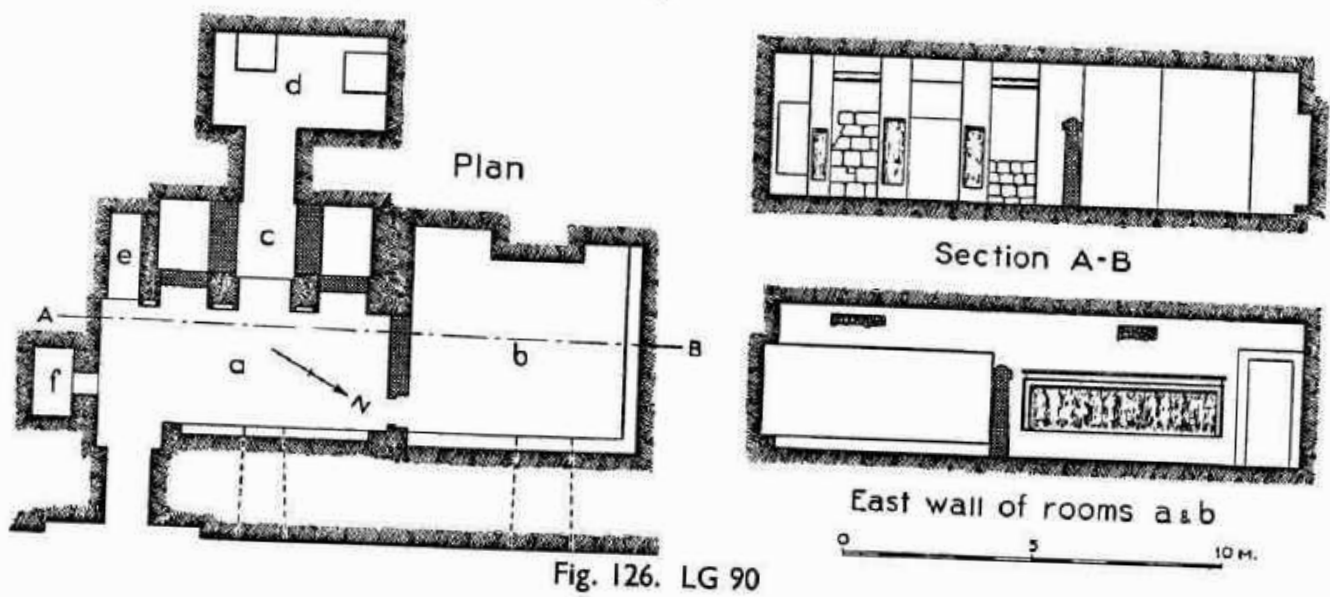 Plan
d
c
e
A
B
a
b
f
N
Section A-B
East wall of rooms a & b
0 5 10 M.
Fig. 126. LG 90